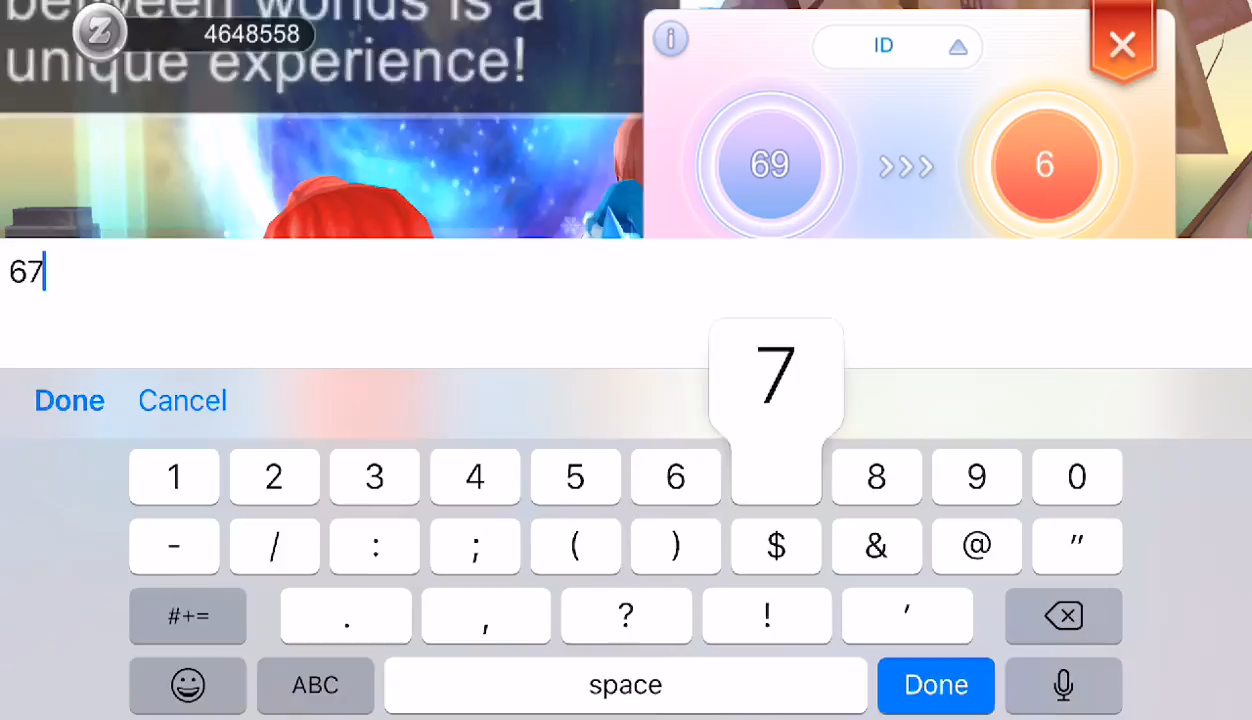 between worlds is a
unique experience!
Z 4648558
i
ID
69 >>> 6
67
7
Done Cancel
1 2 3 4 5 6 8 9 0
- / : ; ( ) $ & @ "
#+= . , ? ! '
ABC space Done